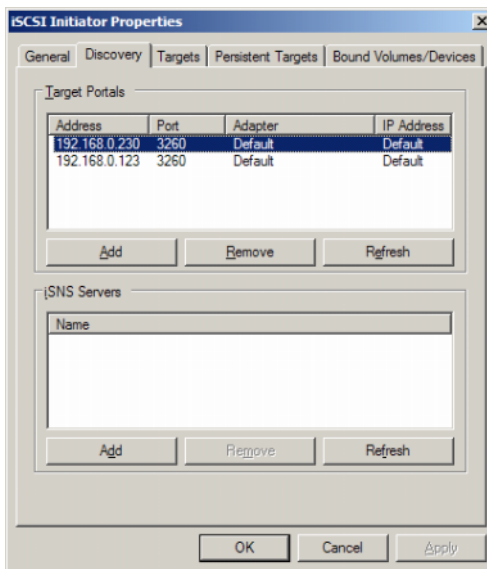 iSCSI Initiator Properties
General Discovery Targets Persistent Targets Bound Volumes/Devices
Target Portals
Address Port Adapter IP Address
192.168.0.230 3260 Default Default
192.168.0.123 3260 Default Default
Add Remove Refresh
iSNS Servers
Name
Add Remove Refresh
OK Cancel Apply